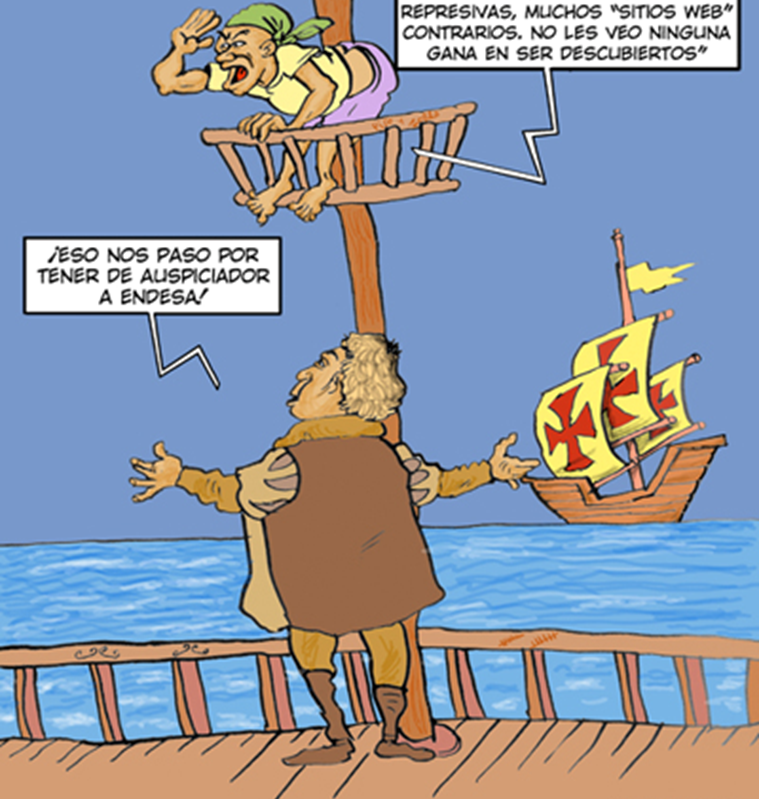 REPRESIVAS, MUCHOS "SITIOS WEB"
CONTRARIOS. NO LES VEO NINGUNA
GANA EN SER DESCUBIERTOS"
¡ESO NOS PASO POR
TENER DE AUSPICIADOR
A ENDESA!